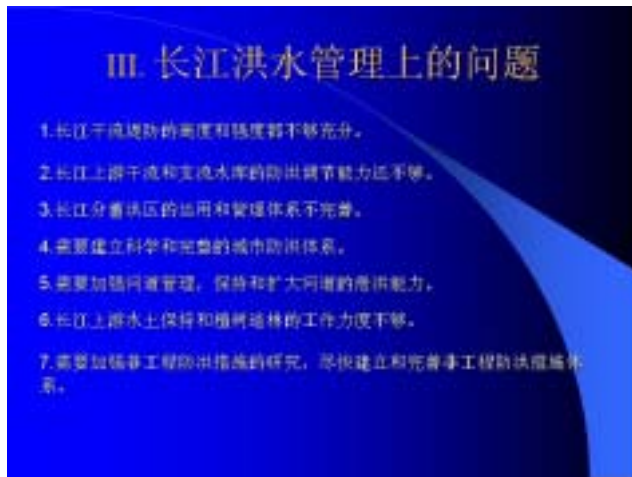 III. 长江洪水管理上的问题
1.长江干流堤防的高度和强度都不够充分。
2.长江上游干流和支流水库的防洪调节能力还不够。
3.长江分蓄洪区的运用和管理体系不完善。
4.需要建立科学和完整的城市防洪体系。
5.需要加强河道管理，保持和扩大河道的泄洪能力。
6.长江上游水土保持和植树造林的工作力度不够。
7.需要加强非工程防洪措施的研究，尽快建立和完善非工程防洪措施体
系。